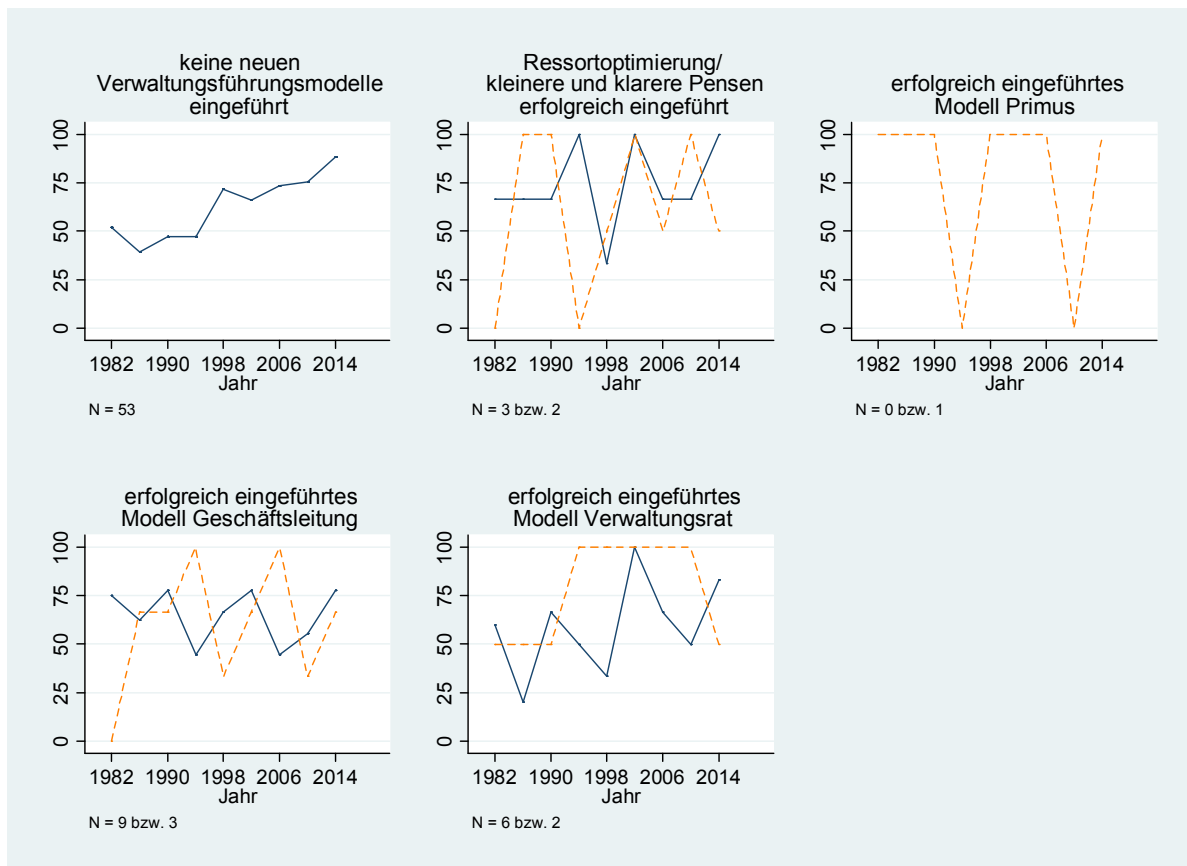 keine neuen
Verwaltungsführungsmodelle
eingeführt
100
75
50
25
0
1982 1990 1998 2006 2014
Jahr
N = 53
Ressortoptimierung/
kleinere und klarere Pensen
erfolgreich eingeführt
100
75
50
25
0
1982 1990 1998 2006 2014
Jahr
N = 3 bzw. 2
erfolgreich eingeführtes
Modell Primus
100
75
50
25
0
1982 1990 1998 2006 2014
Jahr
N = 0 bzw. 1
erfolgreich eingeführtes
Modell Geschäftsleitung
100
75
50
25
0
1982 1990 1998 2006 2014
Jahr
N = 9 bzw. 3
erfolgreich eingeführtes
Modell Verwaltungsrat
100
75
50
25
0
1982 1990 1998 2006 2014
Jahr
N = 6 bzw. 2